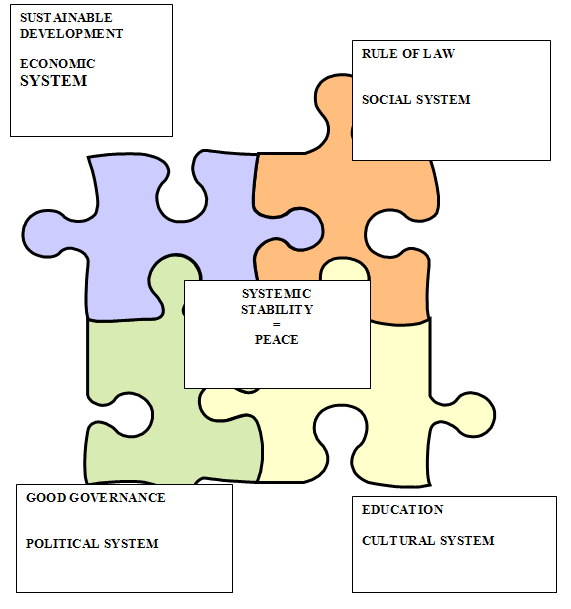 SUSTAINABLE
DEVELOPMENT
ECONOMIC
SYSTEM
RULE OF LAW
SOCIAL SYSTEM
SYSTEMIC
STABILITY
=
PEACE
GOOD GOVERNANCE
POLITICAL SYSTEM
EDUCATION
CULTURAL SYSTEM